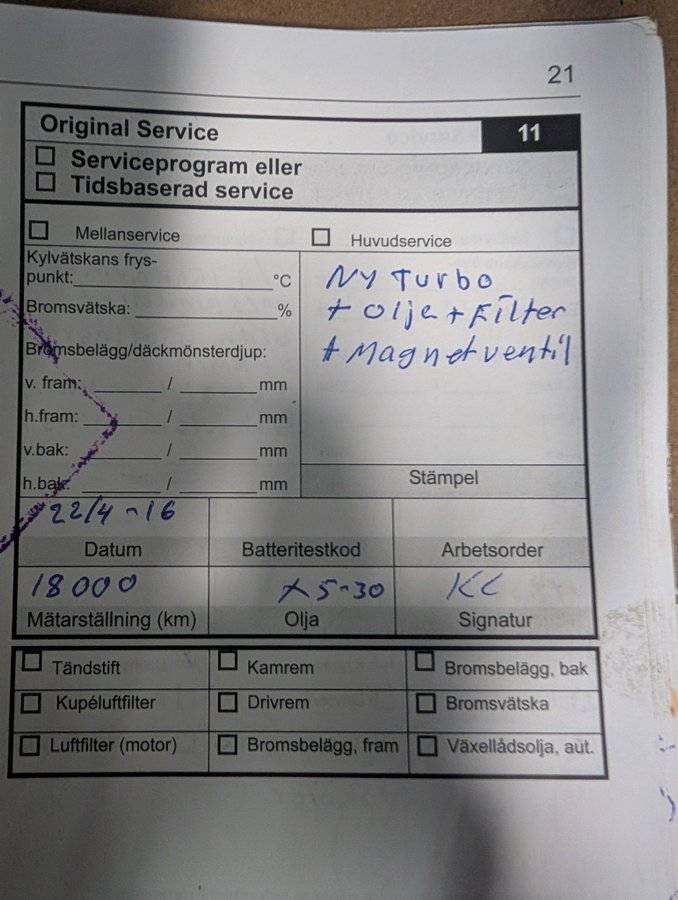 21
Original Service 11
Serviceprogram eller
Tidsbaserad service
Mellanservice
Huvudservice
Kylvätskans frys-
punkt: °C
Bromsvätska: %
Bromsbelägg/däckmönsterdjup:
v. fram: / mm
h.fram: / mm
v.bak: / mm
h.bak: / mm
NY Turbo
+ olja + Filter
+ Magnetventil
Stämpel
22/4 -16
Datum
Batteritestkod
Arbetsorder
18000
5-30
KC
Mätarställning (km)
Olja
Signatur
Tändstift
Kamrem
Bromsbelägg, bak
Kupéluftfilter
Drivrem
Bromsvätska
Luftfilter (motor)
Bromsbelägg, fram
Växellådsolja, aut.